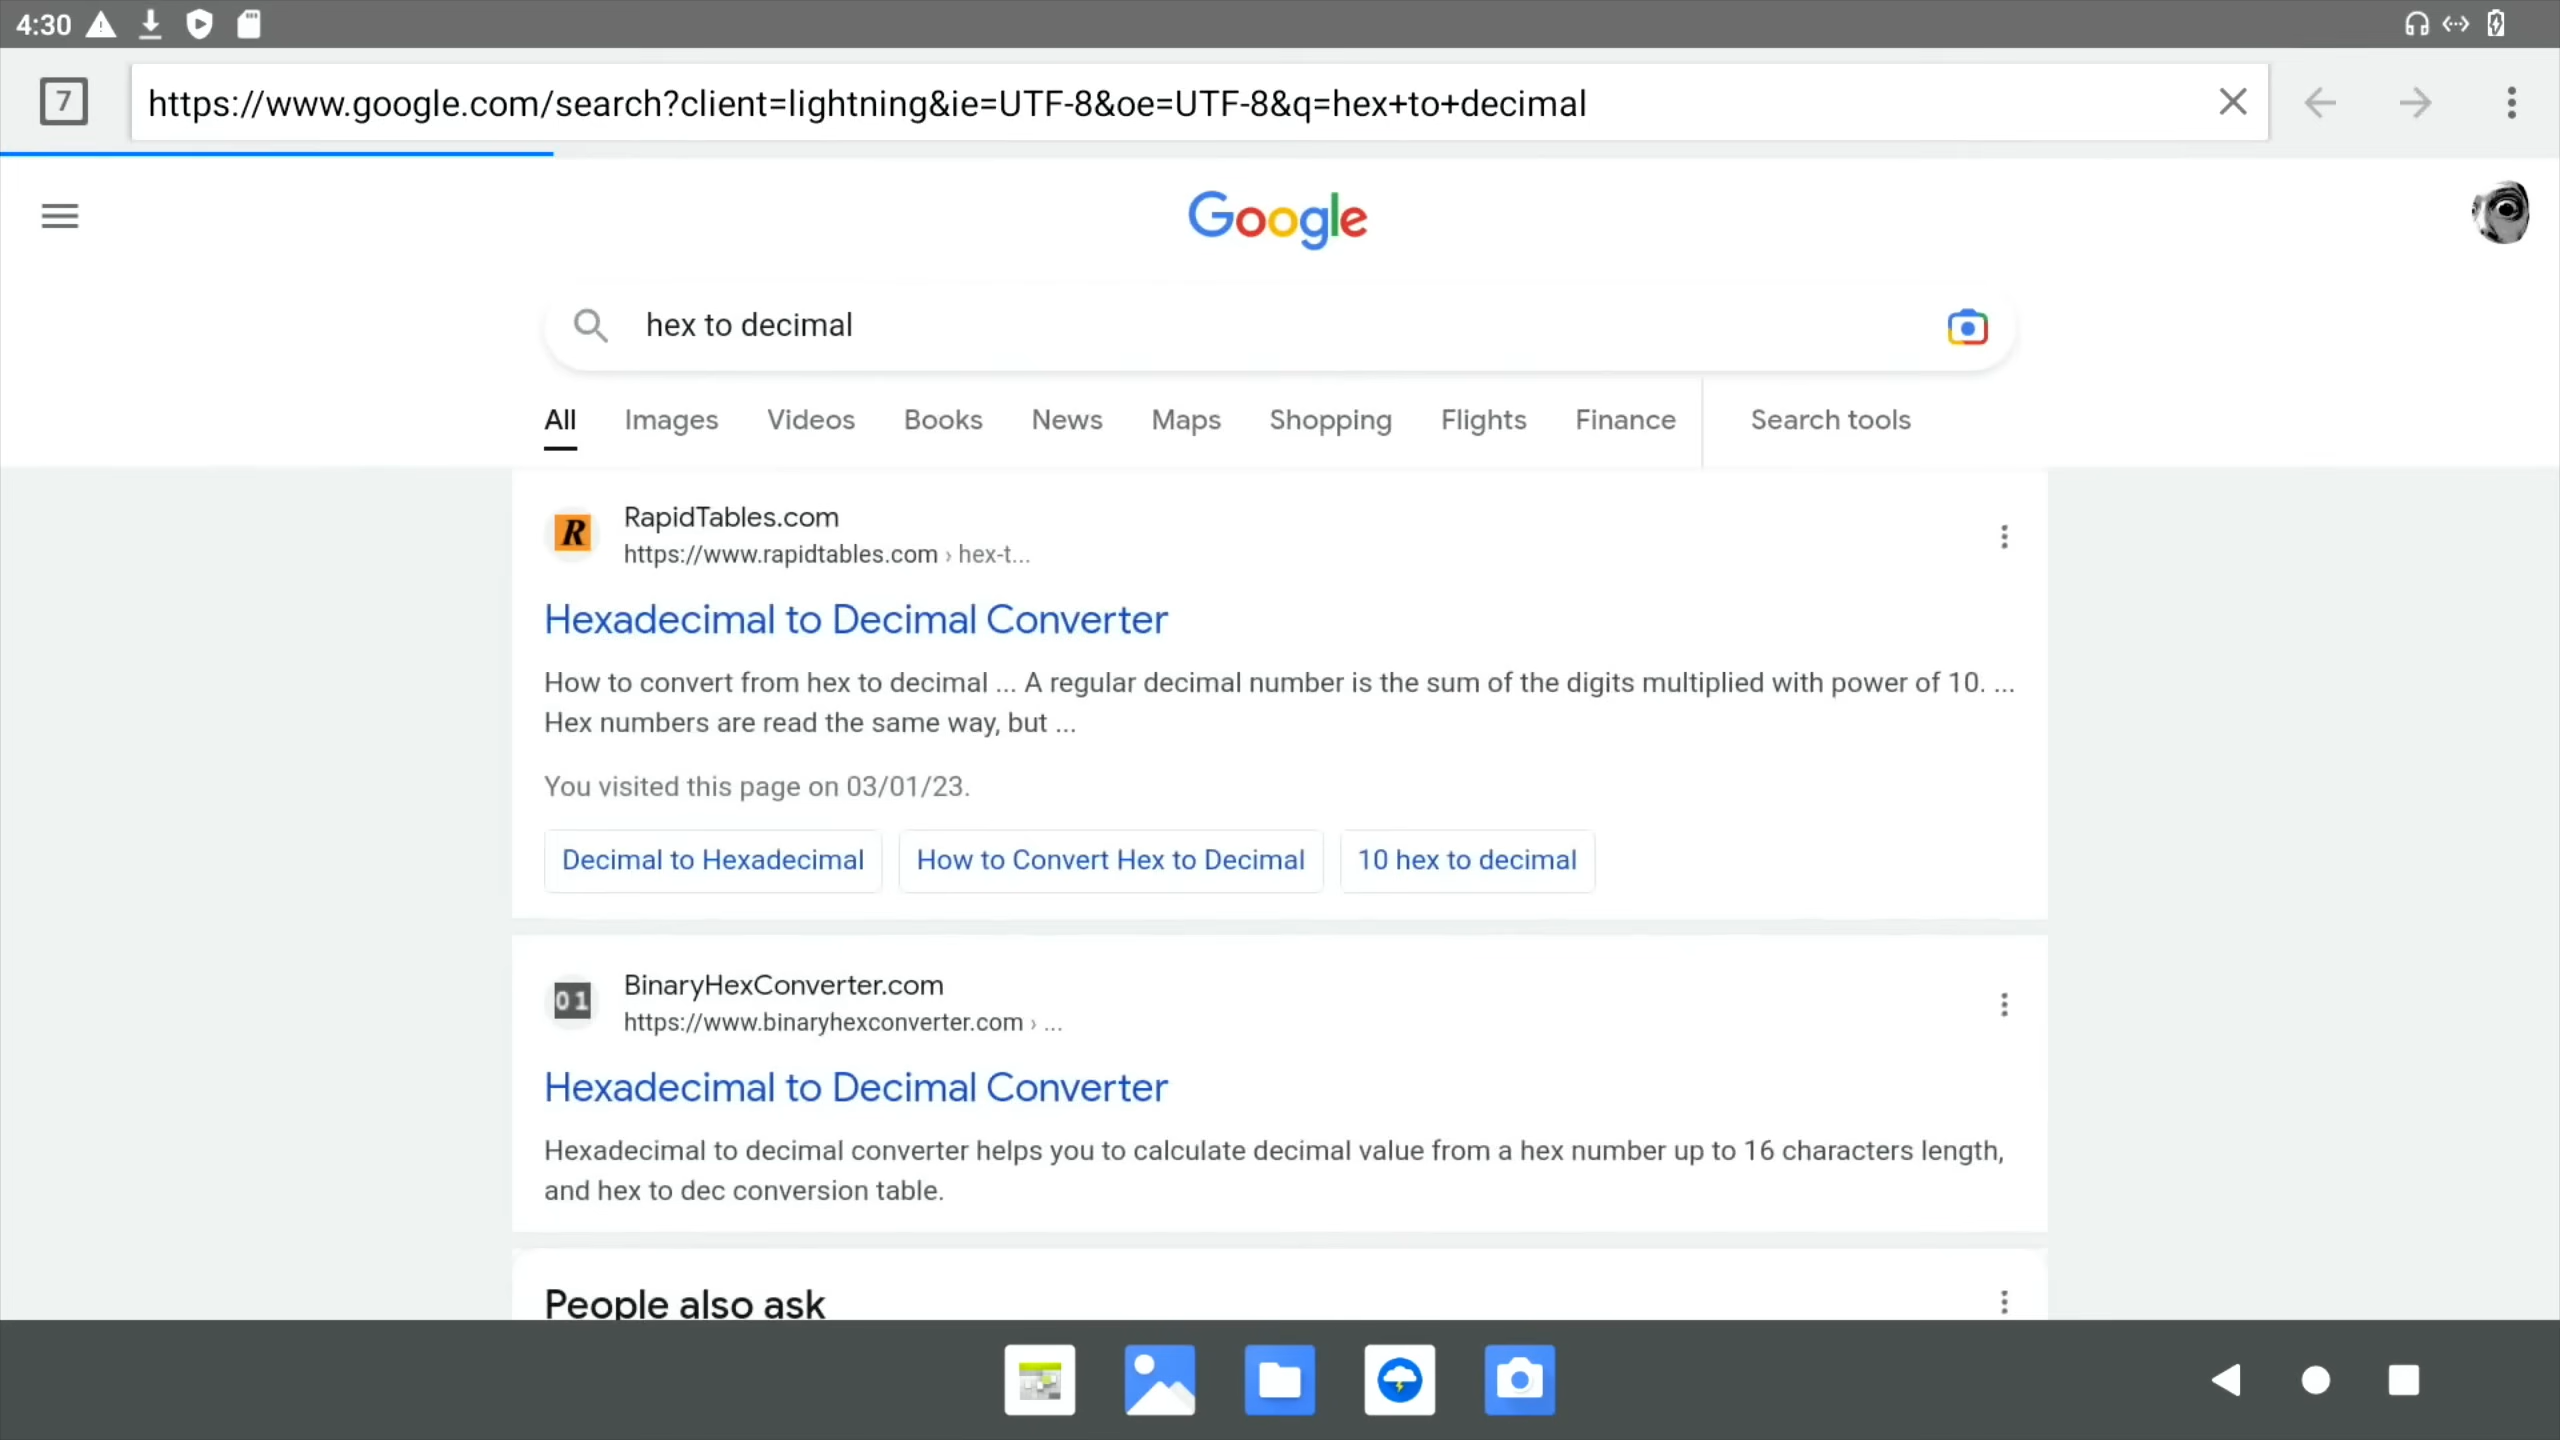 4:30
7
https://www.google.com/search?client=lightning&ie=UTF-8&oe=UTF-8&q=hex+to+decimal
Google
hex to decimal
All Images Videos Books News Maps Shopping Flights Finance Search tools
R
RapidTables.com
https://www.rapidtables.com › hex-t...
Hexadecimal to Decimal Converter
How to convert from hex to decimal ... A regular decimal number is the sum of the digits multiplied with power of 10. ...
Hex numbers are read the same way, but ...
You visited this page on 03/01/23.
Decimal to Hexadecimal How to Convert Hex to Decimal 10 hex to decimal
01
BinaryHexConverter.com
https://www.binaryhexconverter.com › ...
Hexadecimal to Decimal Converter
Hexadecimal to decimal converter helps you to calculate decimal value from a hex number up to 16 characters length,
and hex to dec conversion table.
People also ask